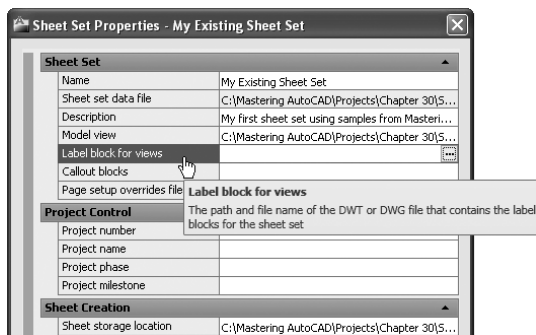 Sheet Set Properties - My Existing Sheet Set
Sheet Set
Name My Existing Sheet Set
Sheet set data file C:\Mastering AutoCAD\Projects\Chapter 30\S...
Description My first sheet set using samples from Masteri...
Model view C:\Mastering AutoCAD\Projects\Chapter 30\S...
Label block for views
Callout blocks
Page setup overrides file
Label block for views
The path and file name of the DWT or DWG file that contains the label
blocks for the sheet set
Project Control
Project number
Project name
Project phase
Project milestone
Sheet Creation
Sheet storage location C:\Mastering AutoCAD\Projects\Chapter 30\S...